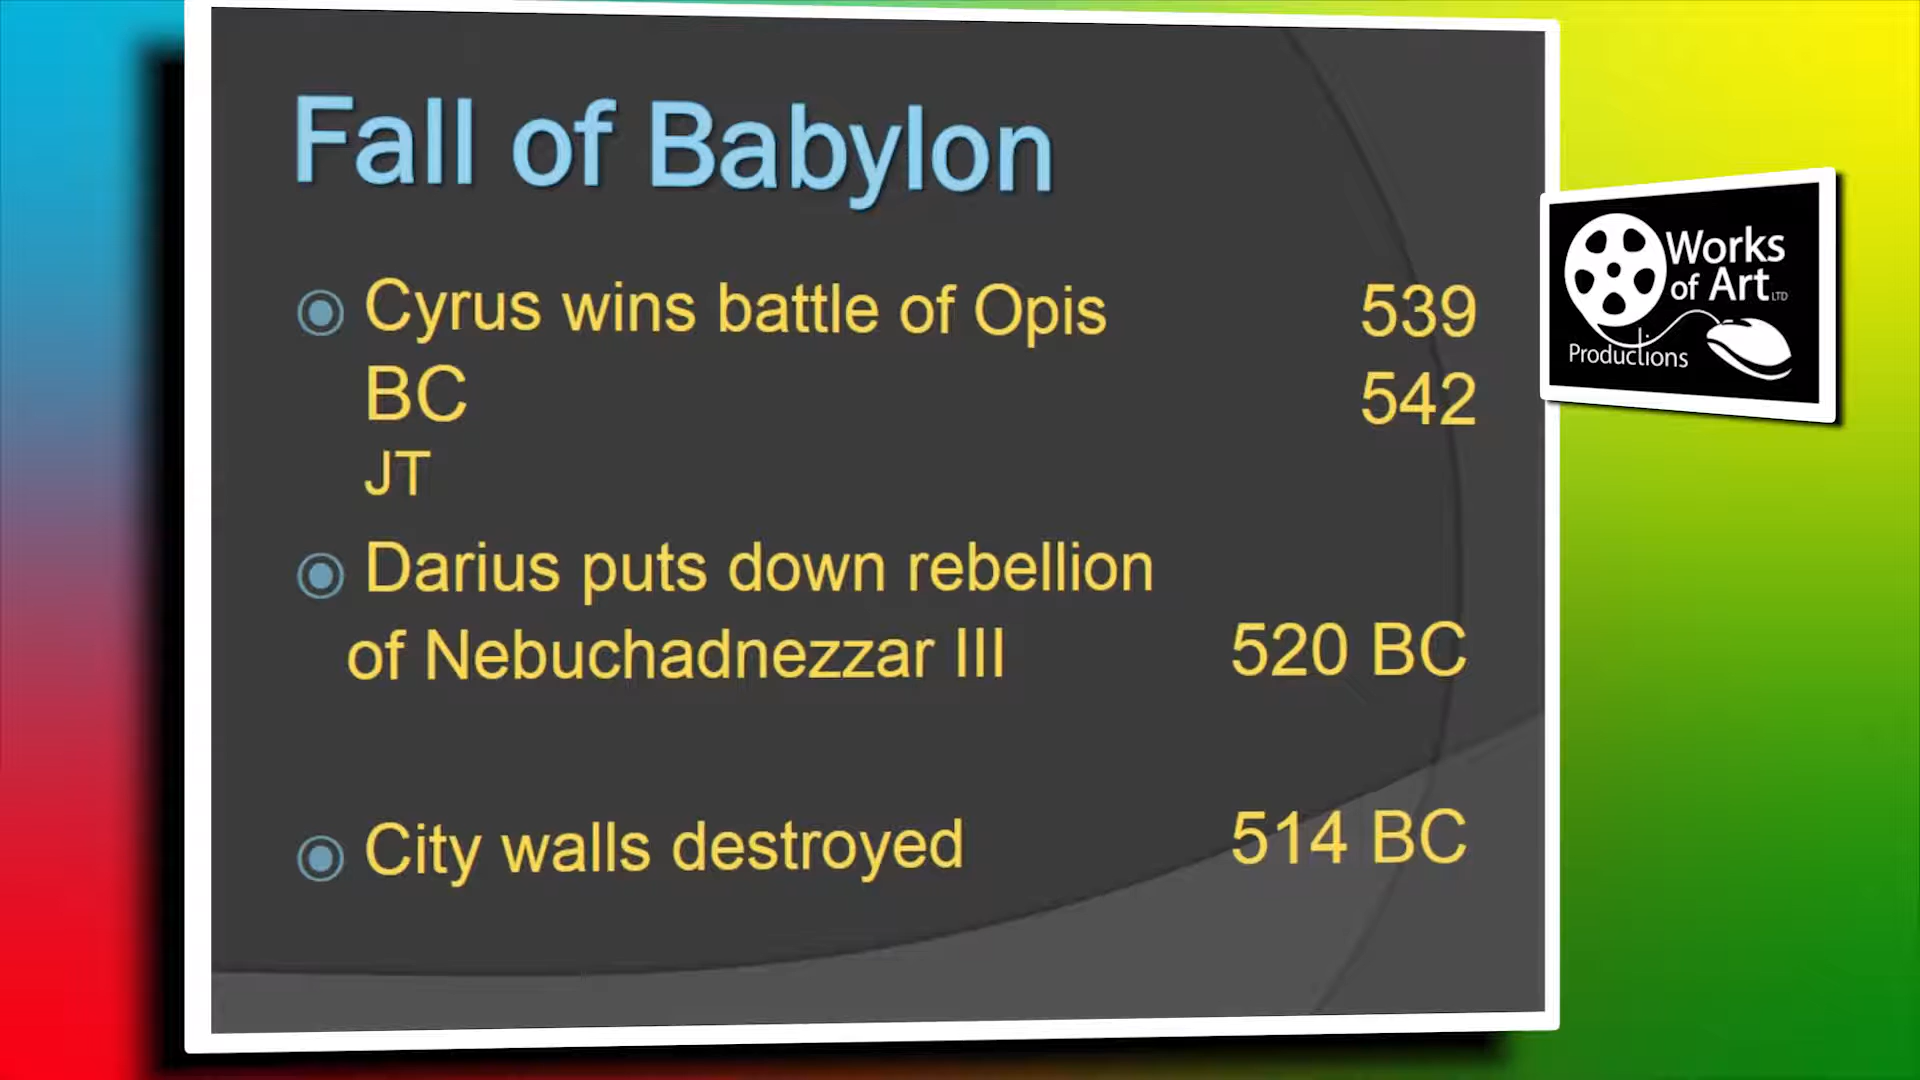 Fall of Babylon
Cyrus wins battle of Opis 539
BC 542
JT
Darius puts down rebellion
of Nebuchadnezzar III 520 BC
City walls destroyed 514 BC
Works
of Art LTD
Productions